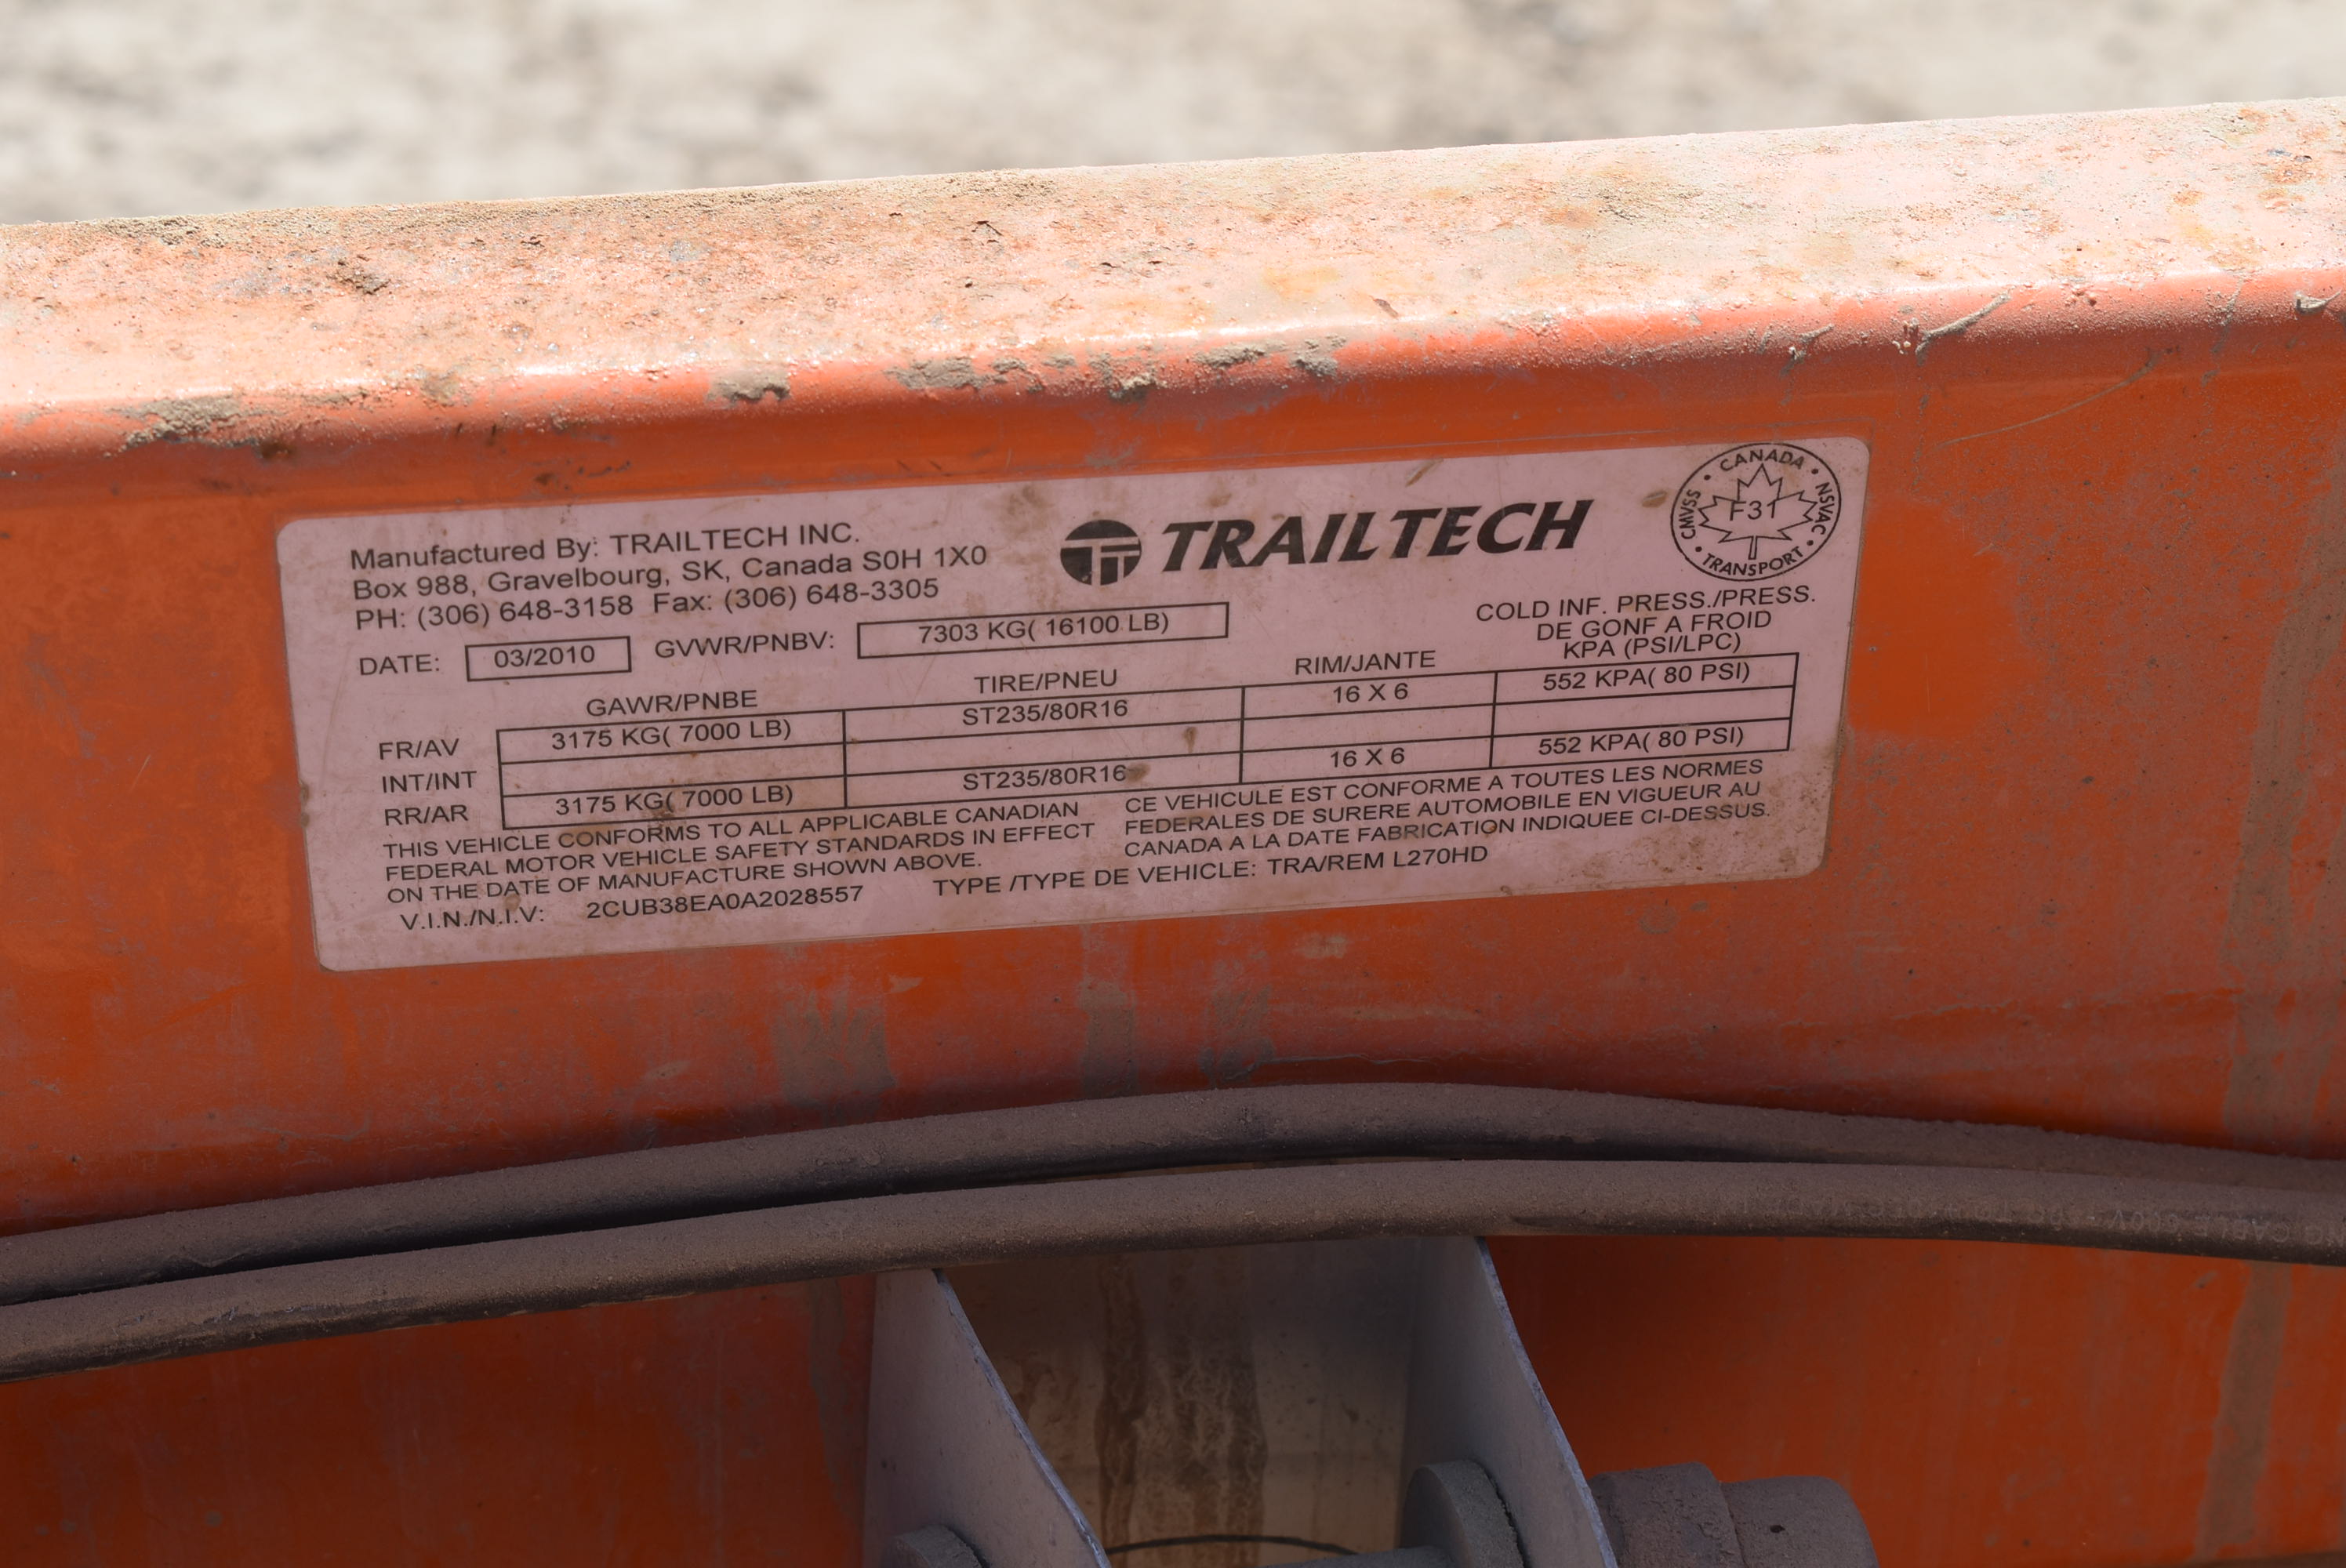 Manufactured By: TRAILTECH INC.
Box 988, Gravelbourg, SK, Canada S0H 1X0
PH: (306) 648-3158 Fax: (306) 648-3305
TRAILTECH
CANADA
CMVSS F31 NSVAC
TRANSPORT
DATE: 03/2010 GVWR/PNBV: 7303 KG( 16100 LB)
COLD INF. PRESS./PRESS.
DE GONF A FROID
KPA (PSI/LPC)
GAWR/PNBE TIRE/PNEU RIM/JANTE
FR/AV 3175 KG( 7000 LB) ST235/80R16 16 X 6 552 KPA( 80 PSI)
INT/INT
RR/AR 3175 KG( 7000 LB) ST235/80R16 16 X 6 552 KPA( 80 PSI)
THIS VEHICLE CONFORMS TO ALL APPLICABLE CANADIAN
FEDERAL MOTOR VEHICLE SAFETY STANDARDS IN EFFECT
ON THE DATE OF MANUFACTURE SHOWN ABOVE.
CE VEHICULE EST CONFORME A TOUTES LES NORMES
FEDERALES DE SURERE AUTOMOBILE EN VIGUEUR AU
CANADA A LA DATE FABRICATION INDIQUEE CI-DESSUS.
V.I.N./N.I.V: 2CUB38EA0A2028557 TYPE /TYPE DE VEHICULE: TRA/REM L270HD
CABLE 600V